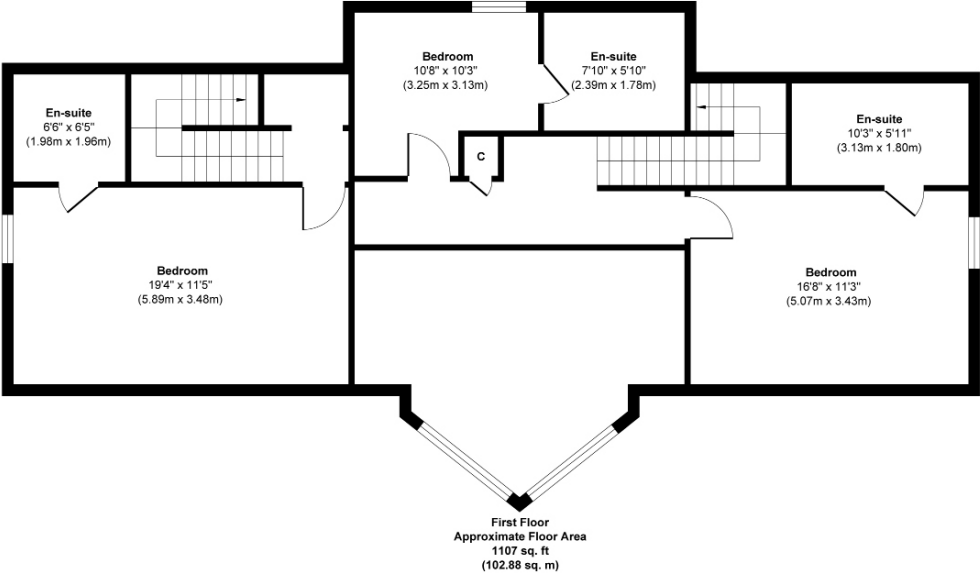 Bedroom
10'8" x 10'3"
(3.25m x 3.13m)
En-suite
7'10" x 5'10"
(2.39m x 1.78m)
En-suite
6'6" x 6'5"
(1.98m x 1.96m)
En-suite
10'3" x 5'11"
(3.13m x 1.80m)
C
Bedroom
19'4" x 11'5"
(5.89m x 3.48m)
Bedroom
16'8" x 11'3"
(5.07m x 3.43m)
First Floor
Approximate Floor Area
1107 sq. ft
(102.88 sq. m)